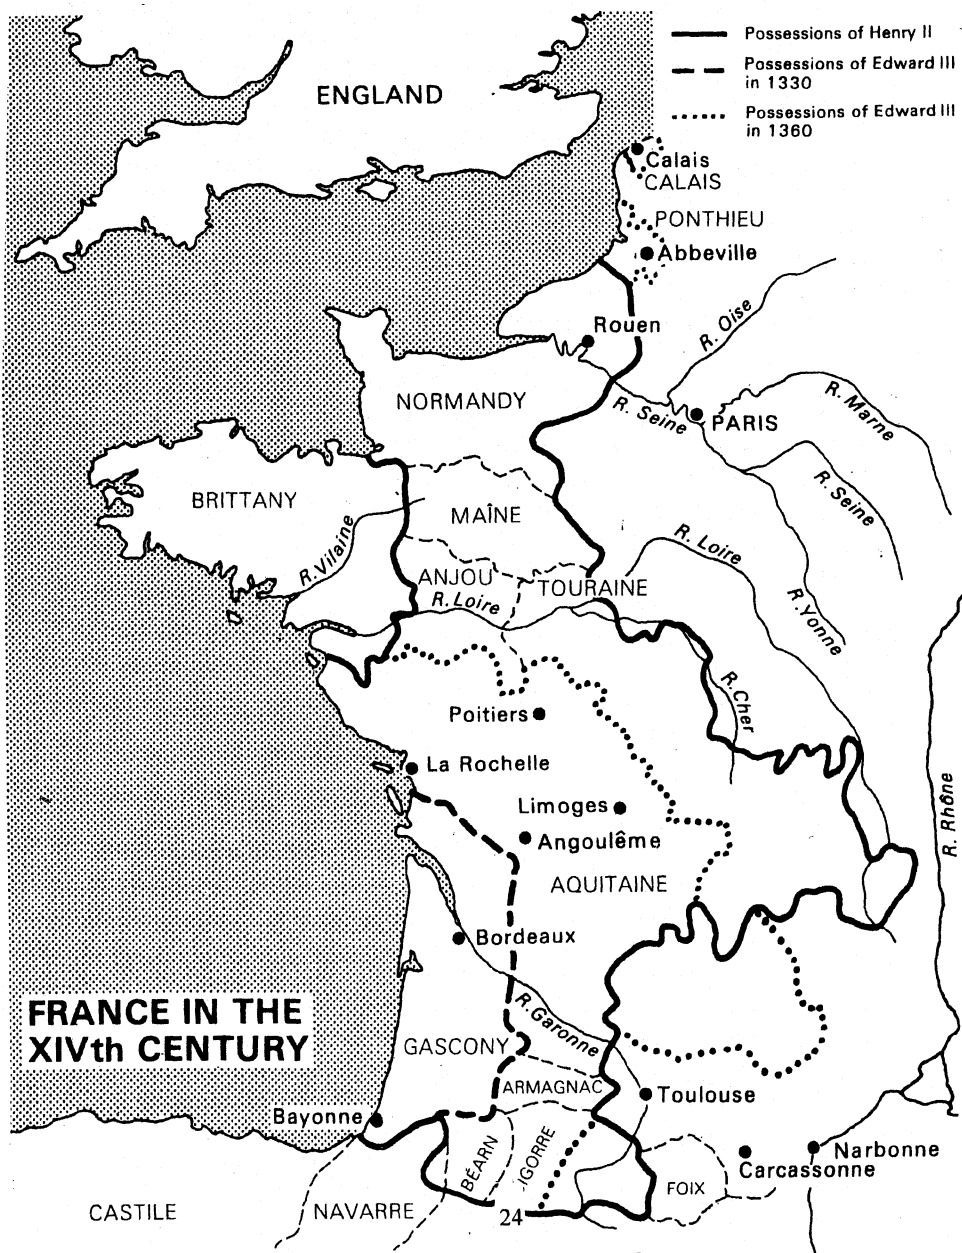 Possessions of Henry II
Possessions of Edward III
in 1330
Possessions of Edward III
in 1360
ENGLAND
Calais
CALAIS
PONTHIEU
Abbeville
Rouen
R. Oise
NORMANDY
R. Seine
PARIS
R. Marne
BRITTANY
MAÎNE
R. Seine
R. Vilaine
R. Loire
ANJOU
TOURAINE
R. Loire
R. Yonne
R. Cher
Poitiers
La Rochelle
Limoges
Angoulême
R. Rhône
AQUITAINE
Bordeaux
FRANCE IN THE
XIVth CENTURY
R. Garonne
GASCONY
ARMAGNAC
Toulouse
Bayonne
BÉARN
IGORRE
Narbonne
Carcassonne
FOIX
CASTILE
NAVARRE
24